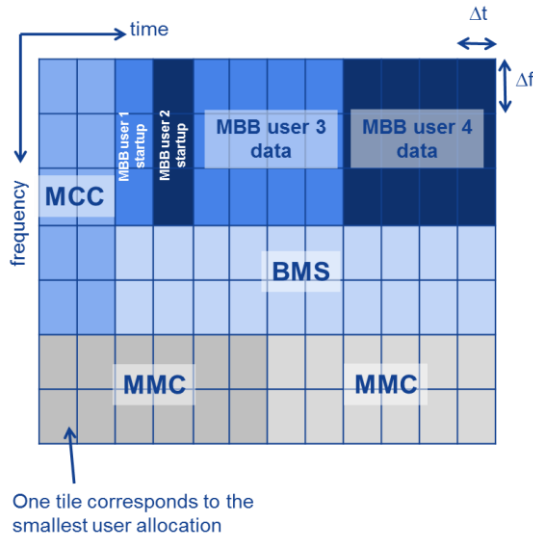 time
Δt
Δf
frequency
MBB user 1
startup
MBB user 2
startup
MBB user 3
data
MBB user 4
data
MCC
BMS
MMC
MMC
One tile corresponds to the
smallest user allocation